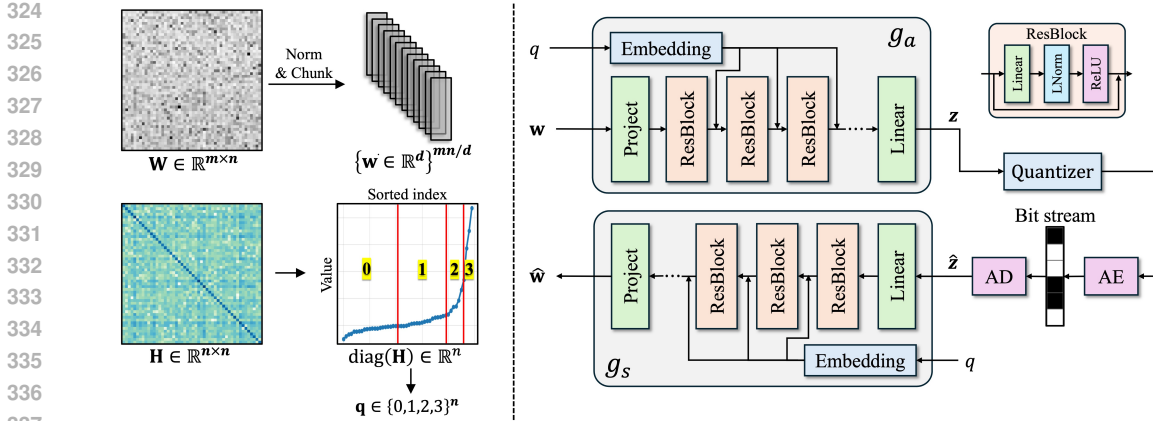 324
325
326
327
328
329
330
331
332
333
334
335
336
Norm
& Chunk
W ∈ ℝ^{m×n}
{w ∈ ℝ^d}^{mn/d}
Sorted index
Value
0 1 2 3
H ∈ ℝ^{n×n}
diag(H) ∈ ℝ^n
q ∈ {0,1,2,3}^n
q
Embedding
g_a
w
Project
ResBlock
ResBlock
ResBlock
Linear
z
ResBlock
Linear
LNorm
ReLU
Quantizer
Bit stream
ŵ
Project
ResBlock
ResBlock
ResBlock
Linear
ẑ
AD
AE
g_s
Embedding
q